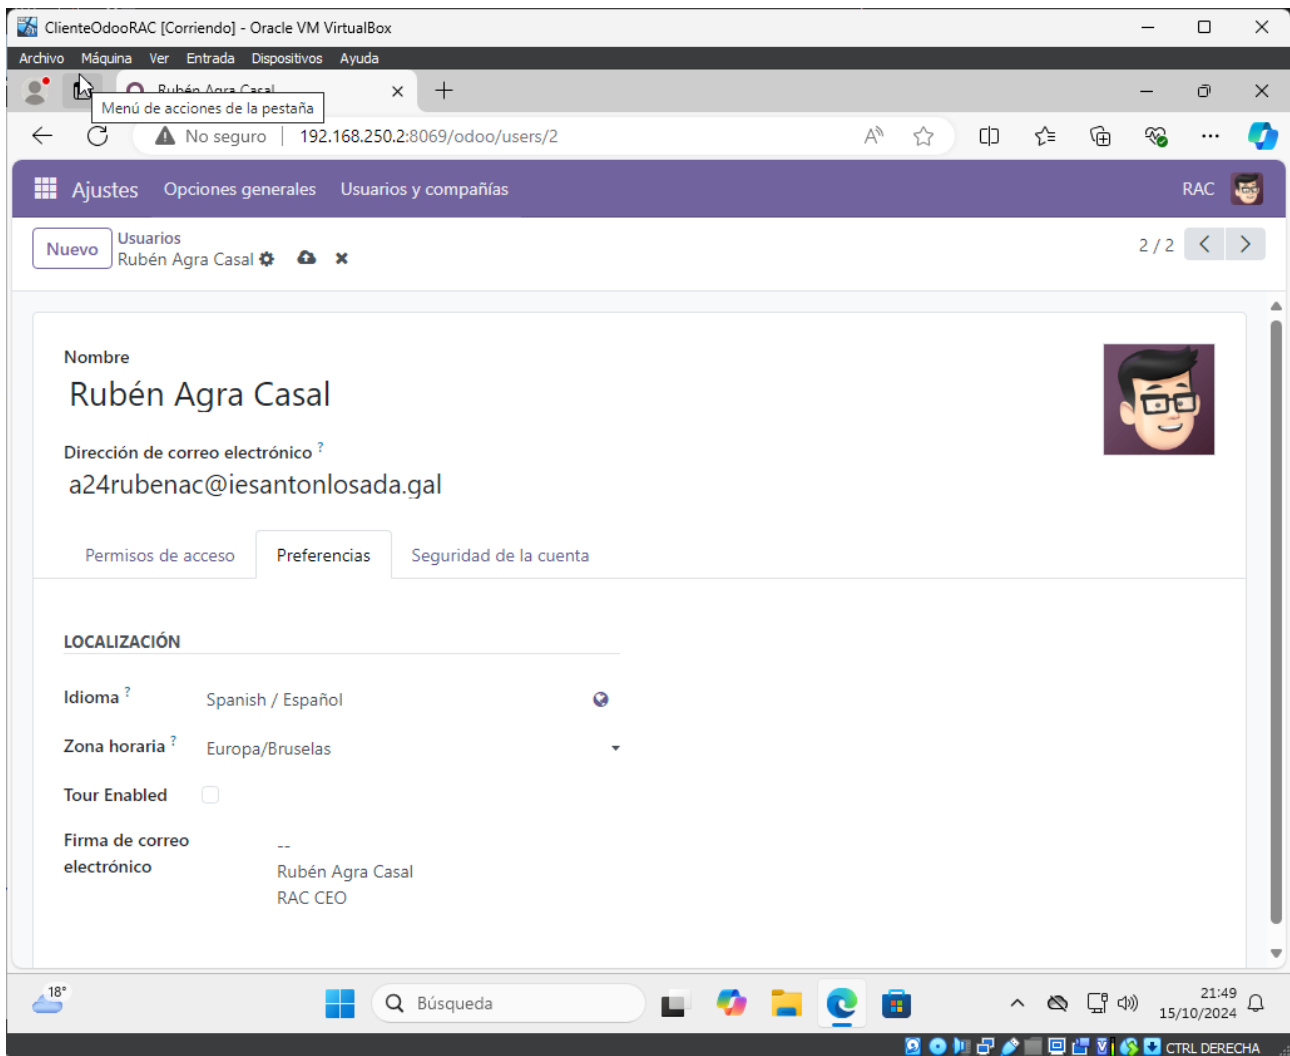 ClienteOdooRAC [Corriendo] - Oracle VM VirtualBox
Archivo Máquina Ver Entrada Dispositivos Ayuda
Rubén Agra Casal
Menú de acciones de la pestaña
No seguro 192.168.250.2:8069/odoo/users/2
Ajustes Opciones generales Usuarios y compañías RAC
Nuevo
Usuarios
Rubén Agra Casal
2 / 2
Nombre
Rubén Agra Casal
Dirección de correo electrónico ?
a24rubenac@iesantonlosada.gal
Permisos de acceso Preferencias Seguridad de la cuenta
LOCALIZACIÓN
Idioma ? Spanish / Español
Zona horaria ? Europa/Bruselas
Tour Enabled
Firma de correo electrónico
--
Rubén Agra Casal
RAC CEO
18°
Búsqueda
21:49
15/10/2024
CTRL DERECHA